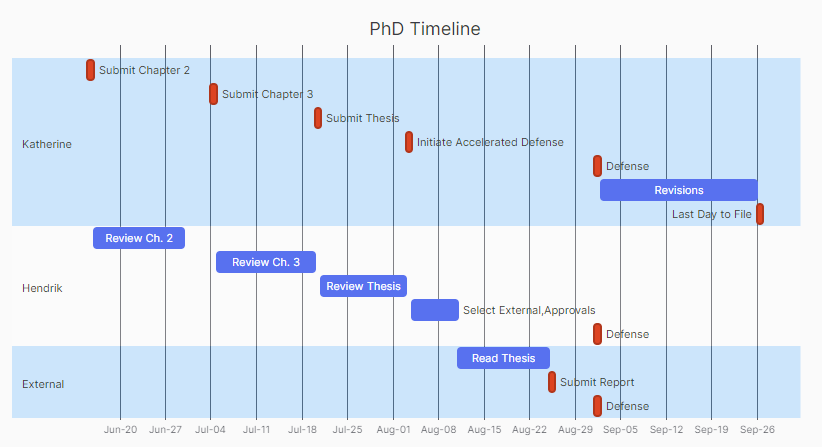 PhD Timeline
Submit Chapter 2
Submit Chapter 3
Submit Thesis
Katherine
Initiate Accelerated Defense
Defense
Revisions
Last Day to File
Review Ch. 2
Review Ch. 3
Hendrik
Review Thesis
Select External,Approvals
Defense
Read Thesis
External
Submit Report
Defense
Jun-20 Jun-27 Jul-04 Jul-11 Jul-18 Jul-25 Aug-01 Aug-08 Aug-15 Aug-22 Aug-29 Sep-05 Sep-12 Sep-19 Sep-26